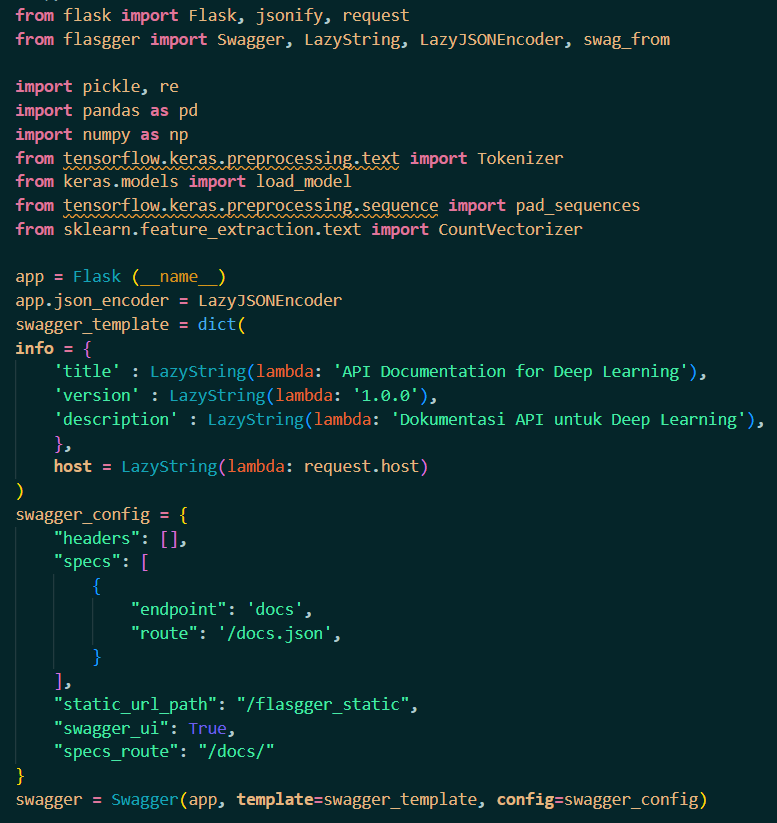 from flask import Flask, jsonify, request
from flasgger import Swagger, LazyString, LazyJSONEncoder, swag_from
import pickle, re
import pandas as pd
import numpy as np
from tensorflow.keras.preprocessing.text import Tokenizer
from keras.models import load_model
from tensorflow.keras.preprocessing.sequence import pad_sequences
from sklearn.feature_extraction.text import CountVectorizer
app = Flask (__name__)
app.json_encoder = LazyJSONEncoder
swagger_template = dict(
info = {
    'title' : LazyString(lambda: 'API Documentation for Deep Learning'),
    'version' : LazyString(lambda: '1.0.0'),
    'description' : LazyString(lambda: 'Dokumentasi API untuk Deep Learning'),
    },
    host = LazyString(lambda: request.host)
)
swagger_config = {
    "headers": [],
    "specs": [
        {
            "endpoint": 'docs',
            "route": '/docs.json',
        }
    ],
    "static_url_path": "/flasgger_static",
    "swagger_ui": True,
    "specs_route": "/docs/"
}
swagger = Swagger(app, template=swagger_template, config=swagger_config)